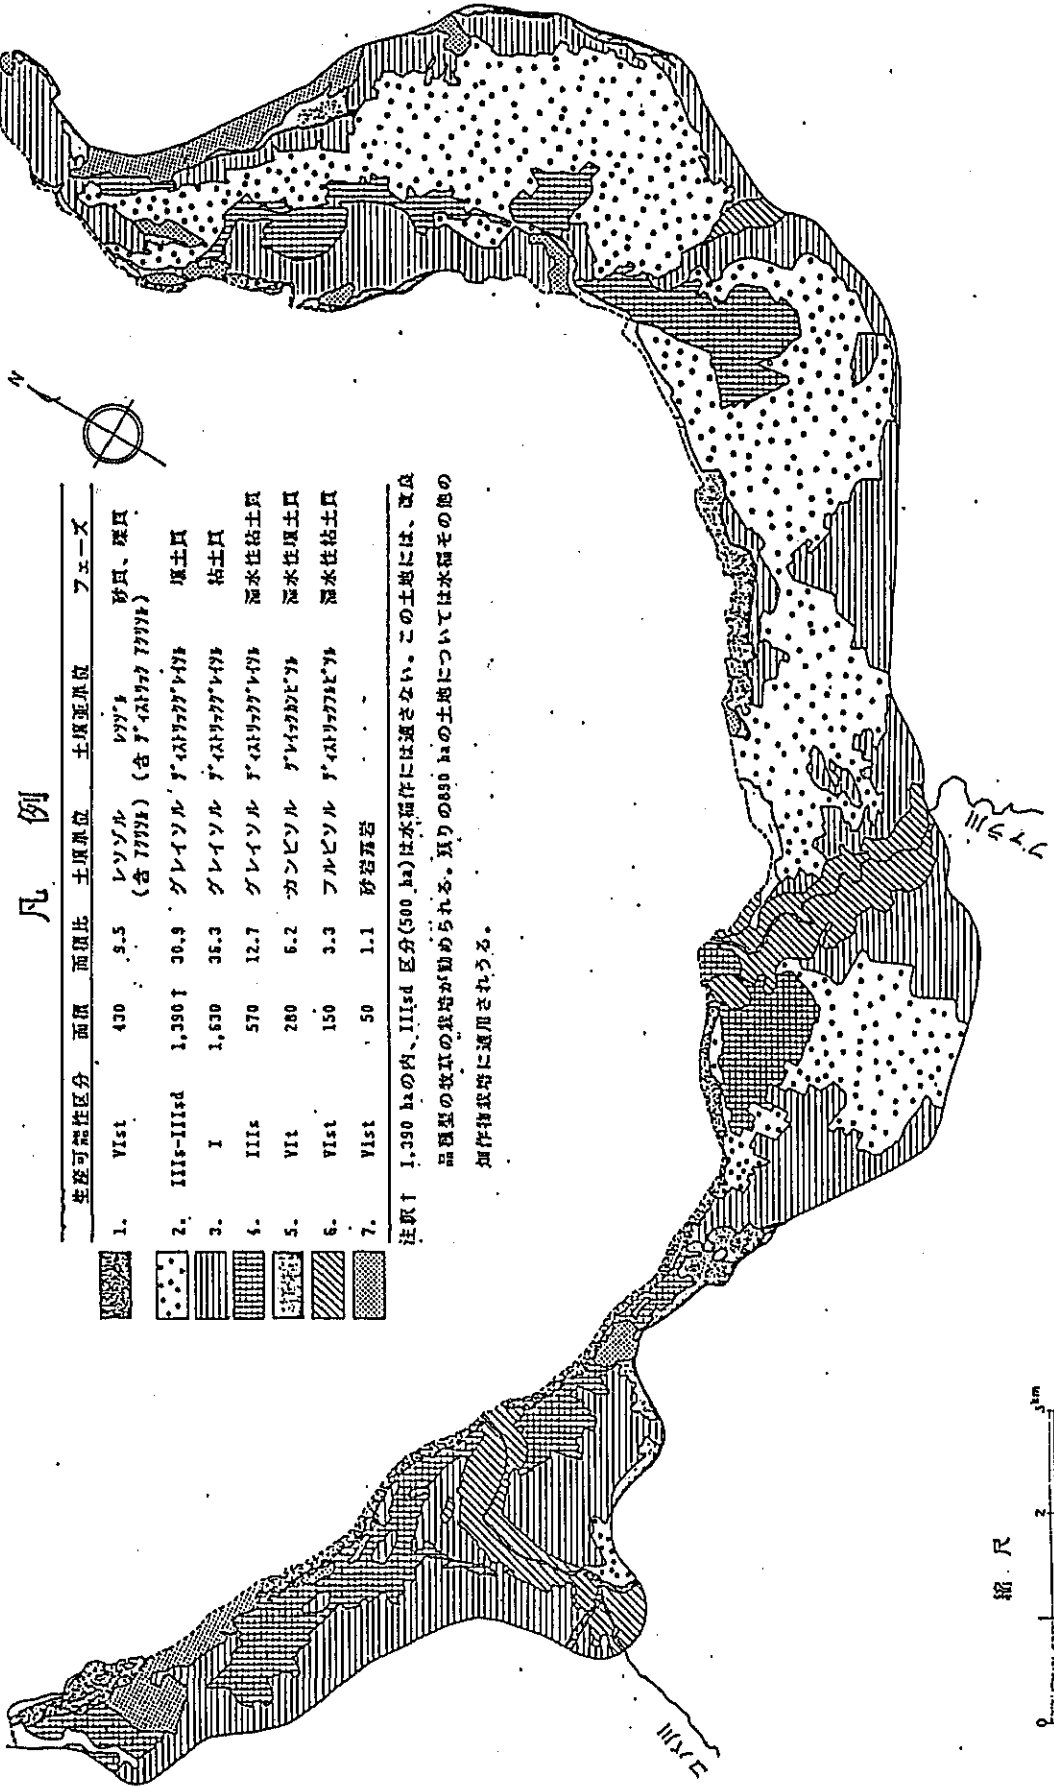 凡例
生産可能性区分 面積 面積比 土壌単位 土壌亜単位 フェーズ
1. VIst 430 9.5 レゾソル レゾソル 砂質、礫質
(含 アクリソル) (含 ディストリック アクリソル)
2. IIIs-IIIsd 1,390† 30.9 グレイソル ディストリックグレイソル 壌土質
3. I 1,630 36.3 グレイソル ディストリックグレイソル 粘土質
4. IIIs 570 12.7 グレイソル ディストリックグレイソル 湛水性粘土質
5. VIt 280 6.2 カンビソル グレイックカンビソル 湛水性壌土質
6. VIst 150 3.3 フルビソル ディストリックフルビソル 湛水性粘土質
7. VIst 50 1.1 砂岩露岩
注釈† 1,390 haの内、IIIsd 区分(500 ha)は水稲作には適さない。この土地には、改良
品種型の牧草の栽培が勧められる。残りの890 haの土地については水稲その他の
畑作物栽培に適用されうる。
N
コバ川
ソイラ川
縮尺
0 1 2 3km